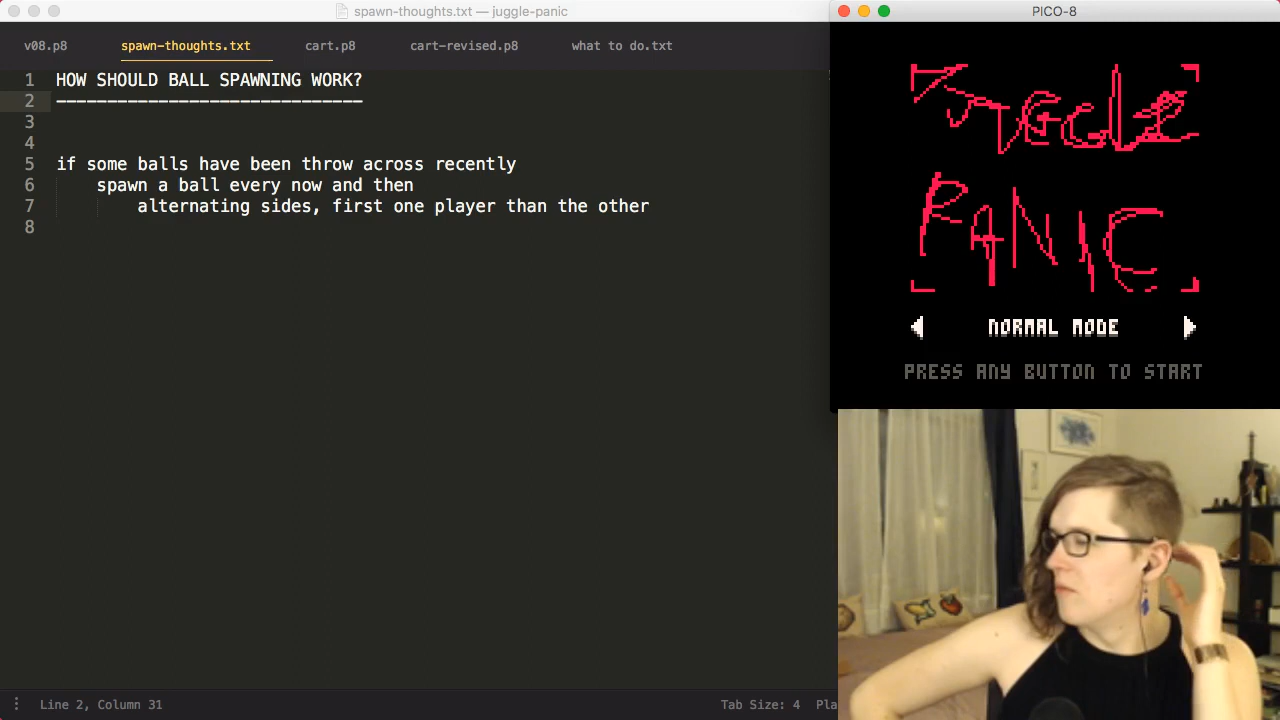 spawn-thoughts.txt — juggle-panic
PICO-8
v08.p8
spawn-thoughts.txt
cart.p8
cart-revised.p8
what to do.txt
1 HOW SHOULD BALL SPAWNING WORK?
2 ------------------------------
3
4
5 if some balls have been throw across recently
6 spawn a ball every now and then
7 alternating sides, first one player than the other
8
JUGGLE
PANIC
NORMAL MODE
PRESS ANY BUTTON TO START
Line 2, Column 31
Tab Size: 4
Pla